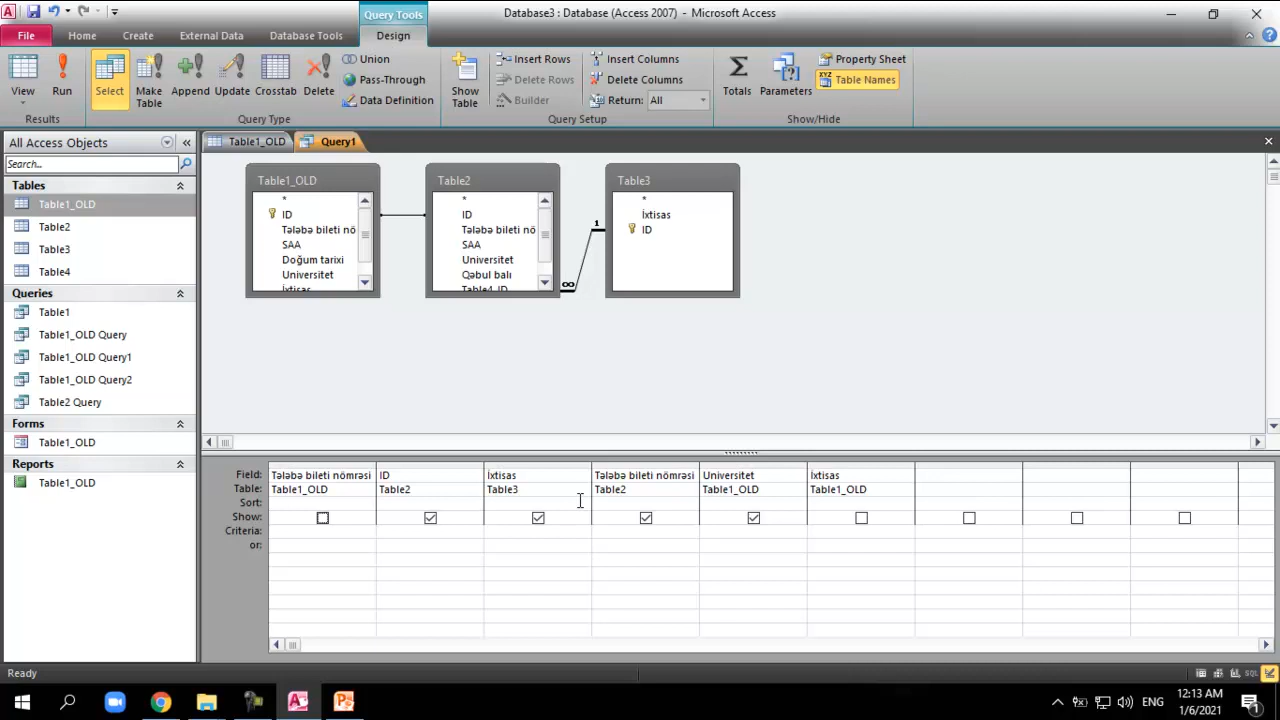 Query Tools
Database3 : Database (Access 2007) - Microsoft Access
File Home Create External Data Database Tools Design
View
Run
Select
Make Table
Append
Update
Crosstab
Delete
Union
Pass-Through
Data Definition
Show Table
Insert Rows
Delete Rows
Builder
Insert Columns
Delete Columns
Return: All
Totals
Parameters
Property Sheet
Table Names
Results
Query Type
Query Setup
Show/Hide
All Access Objects
Search...
Tables
Table1_OLD
Table2
Table3
Table4
Queries
Table1
Table1_OLD Query
Table1_OLD Query1
Table1_OLD Query2
Table2 Query
Forms
Table1_OLD
Reports
Table1_OLD
Table1_OLD
Query1
Table1_OLD
*
ID
Tələbə bileti nö
SAA
Doğum tarixi
Universitet
İxtisas
Table2
*
ID
Tələbə bileti nö
SAA
Universitet
Qəbul balı
Table4_ID
∞
1
Table3
*
İxtisas
ID
Field: Tələbə bileti nömrəsi ID İxtisas Tələbə bileti nömrəsi Universitet İxtisas
Table: Table1_OLD Table2 Table3 Table2 Table1_OLD Table1_OLD
Sort:
Show:
Criteria:
or:
Ready
SQL
ENG
12:13 AM
1/6/2021
1